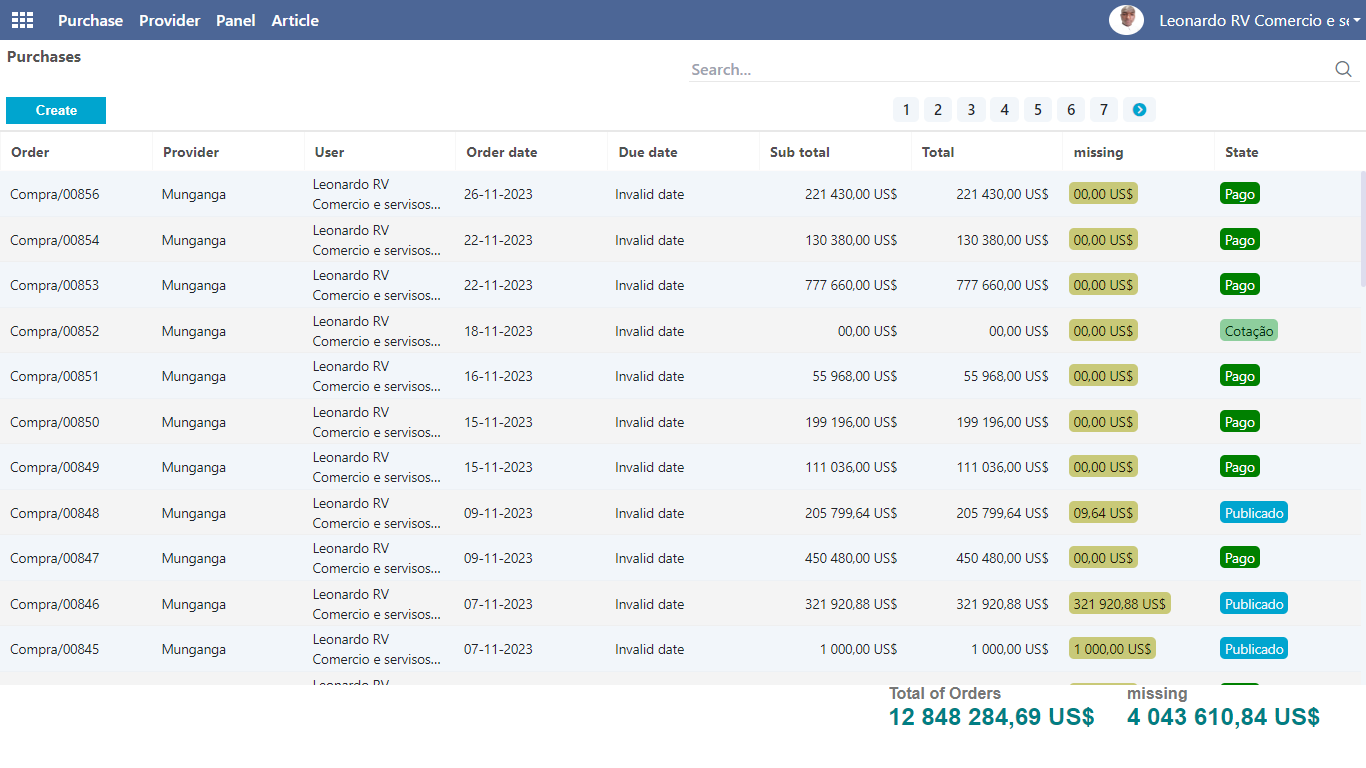 Purchase Provider Panel Article Leonardo RV Comercio e se
Purchases
Search...
Create 1 2 3 4 5 6 7
Order Provider User Order date Due date Sub total Total missing State
Compra/00856 Munganga Leonardo RV Comercio e servisos... 26-11-2023 Invalid date 221 430,00 US$ 221 430,00 US$ 00,00 US$ Pago
Compra/00854 Munganga Leonardo RV Comercio e servisos... 22-11-2023 Invalid date 130 380,00 US$ 130 380,00 US$ 00,00 US$ Pago
Compra/00853 Munganga Leonardo RV Comercio e servisos... 22-11-2023 Invalid date 777 660,00 US$ 777 660,00 US$ 00,00 US$ Pago
Compra/00852 Munganga Leonardo RV Comercio e servisos... 18-11-2023 Invalid date 00,00 US$ 00,00 US$ 00,00 US$ Cotação
Compra/00851 Munganga Leonardo RV Comercio e servisos... 16-11-2023 Invalid date 55 968,00 US$ 55 968,00 US$ 00,00 US$ Pago
Compra/00850 Munganga Leonardo RV Comercio e servisos... 15-11-2023 Invalid date 199 196,00 US$ 199 196,00 US$ 00,00 US$ Pago
Compra/00849 Munganga Leonardo RV Comercio e servisos... 15-11-2023 Invalid date 111 036,00 US$ 111 036,00 US$ 00,00 US$ Pago
Compra/00848 Munganga Leonardo RV Comercio e servisos... 09-11-2023 Invalid date 205 799,64 US$ 205 799,64 US$ 09,64 US$ Publicado
Compra/00847 Munganga Leonardo RV Comercio e servisos... 09-11-2023 Invalid date 450 480,00 US$ 450 480,00 US$ 00,00 US$ Pago
Compra/00846 Munganga Leonardo RV Comercio e servisos... 07-11-2023 Invalid date 321 920,88 US$ 321 920,88 US$ 321 920,88 US$ Publicado
Compra/00845 Munganga Leonardo RV Comercio e servisos... 07-11-2023 Invalid date 1 000,00 US$ 1 000,00 US$ 1 000,00 US$ Publicado
Total of Orders missing
12 848 284,69 US$ 4 043 610,84 US$